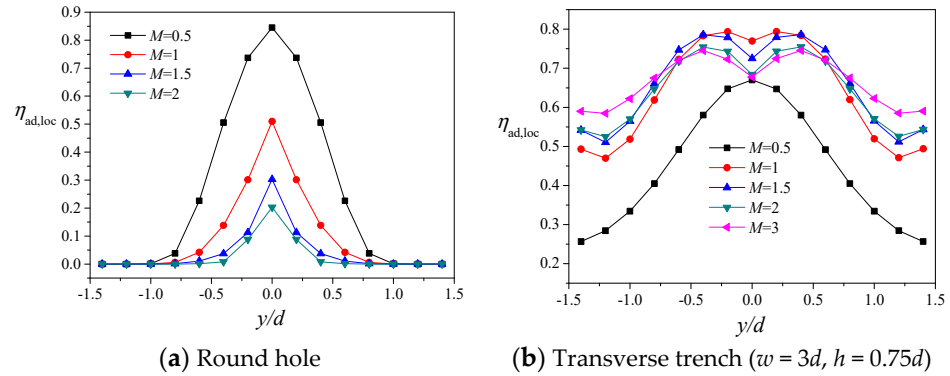 0.9
0.8
0.7
0.6
0.5
0.4
0.3
0.2
0.1
0.0
ηad,loc
M=0.5
M=1
M=1.5
M=2
-1.5 -1.0 -0.5 0.0 0.5 1.0 1.5
y/d
(a) Round hole
0.8
0.7
0.6
0.5
0.4
0.3
0.2
ηad,loc
M=0.5
M=1
M=1.5
M=2
M=3
-1.5 -1.0 -0.5 0.0 0.5 1.0 1.5
y/d
(b) Transverse trench (w = 3d, h = 0.75d)